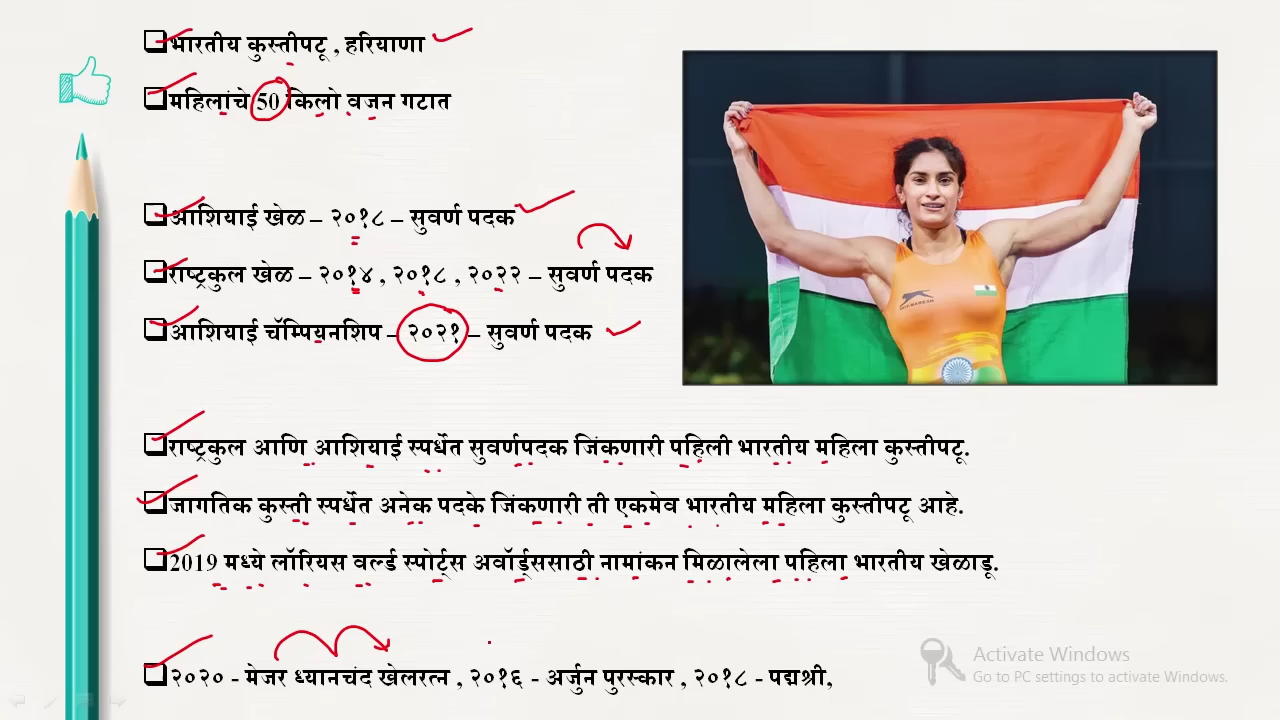 भारतीय कुस्तीपटू , हरियाणा
महिलांचे 50 किलो वजन गटात
आशियाई खेळ – २०१८ – सुवर्ण पदक
राष्ट्रकुल खेळ – २०१४ , २०१८ , २०२२ – सुवर्ण पदक
आशियाई चॅम्पियनशिप – २०२१ – सुवर्ण पदक
राष्ट्रकुल आणि आशियाई स्पर्धेत सुवर्णपदक जिंकणारी पहिली भारतीय महिला कुस्तीपटू.
जागतिक कुस्ती स्पर्धेत अनेक पदके जिंकणारी ती एकमेव भारतीय महिला कुस्तीपटू आहे.
2019 मध्ये लॉरियस वर्ल्ड स्पोर्ट्स अवॉर्ड्ससाठी नामांकन मिळालेला पहिला भारतीय खेळाडू.
२०२० - मेजर ध्यानचंद खेलरत्न , २०१६ - अर्जुन पुरस्कार , २०१८ - पद्मश्री,
Activate Windows
Go to PC settings to activate Windows.